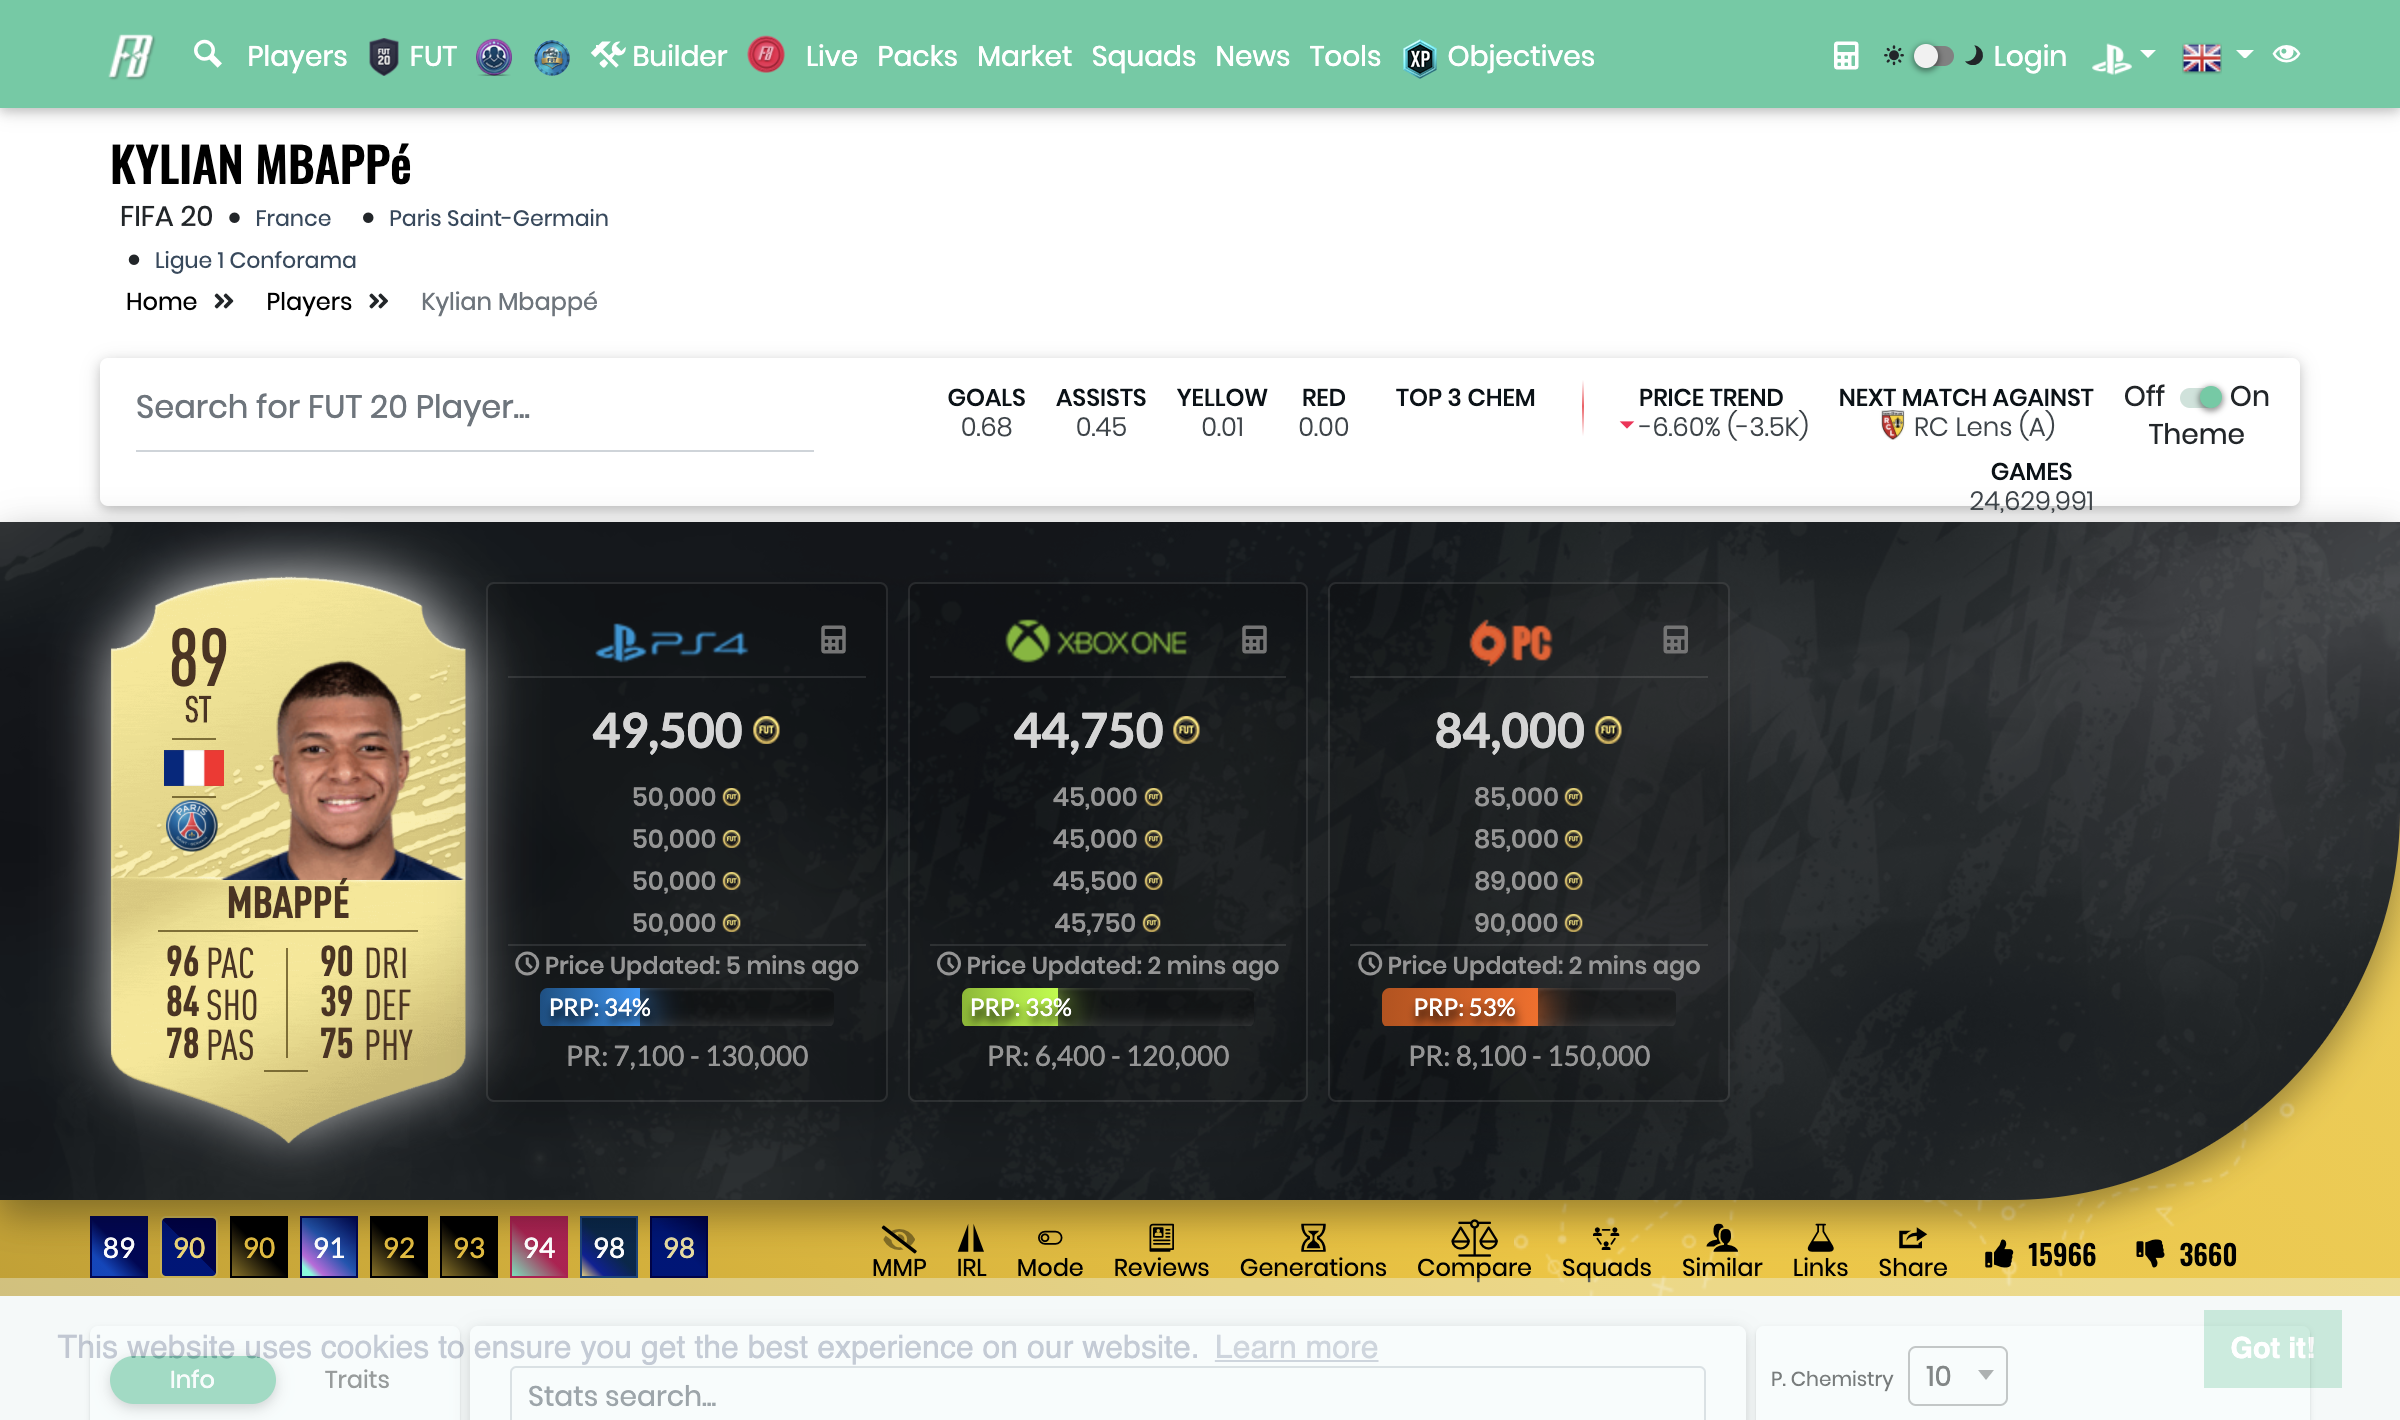 Players FUT Builder Live Packs Market Squads News Tools XP Objectives Login
KYLIAN MBAPPé
FIFA 20 • France • Paris Saint-Germain
• Ligue 1 Conforama
Home » Players » Kylian Mbappé
Search for FUT 20 Player...
GOALS ASSISTS YELLOW RED TOP 3 CHEM PRICE TREND NEXT MATCH AGAINST Off On
0.68 0.45 0.01 0.00 -6.60% (-3.5K) RC Lens (A) Theme
GAMES
24,629,991
89
ST
PARIS
MBAPPÉ
96 PAC 90 DRI
84 SHO 39 DEF
78 PAS 75 PHY
PS4
49,500
50,000
50,000
50,000
50,000
Price Updated: 5 mins ago
PRP: 34%
PR: 7,100 - 130,000
XBOX ONE
44,750
45,000
45,000
45,500
45,750
Price Updated: 2 mins ago
PRP: 33%
PR: 6,400 - 120,000
PC
84,000
85,000
85,000
89,000
90,000
Price Updated: 2 mins ago
PRP: 53%
PR: 8,100 - 150,000
89 90 90 91 92 93 94 98 98
MMP IRL Mode Reviews Generations Compare Squads Similar Links Share 15966 3660
This website uses cookies to ensure you get the best experience on our website. Learn more
Got it!
Info Traits
Stats search...
P. Chemistry 10